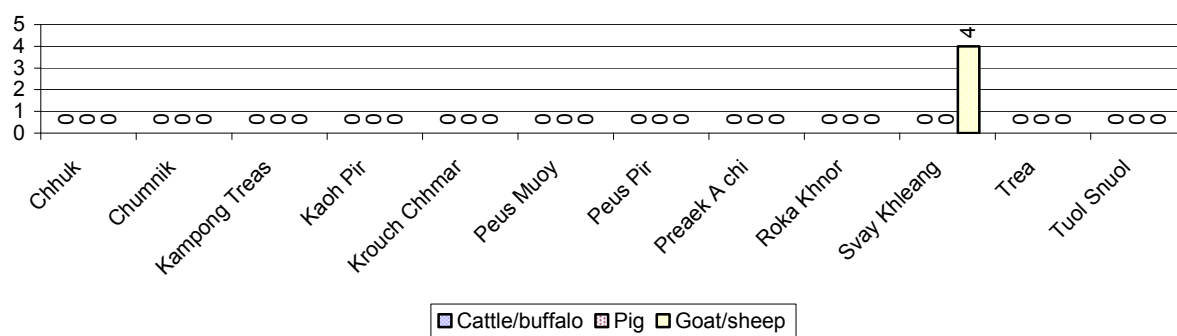 5
4
3
2
1
0
0 0 0 0 0 0 0 0 0 0 0 0 0 0 0 0 0 0 0 0 0 0 0 0 0 0 0 0 0 4 0 0 0 0 0 0
Chhuk
Chumnik
Kampong Treas
Kaoh Pir
Krouch Chhmar
Peus Muoy
Peus Pir
Preaek A chi
Roka Khnor
Svay Khleang
Trea
Tuol Snuol
Cattle/buffalo Pig Goat/sheep